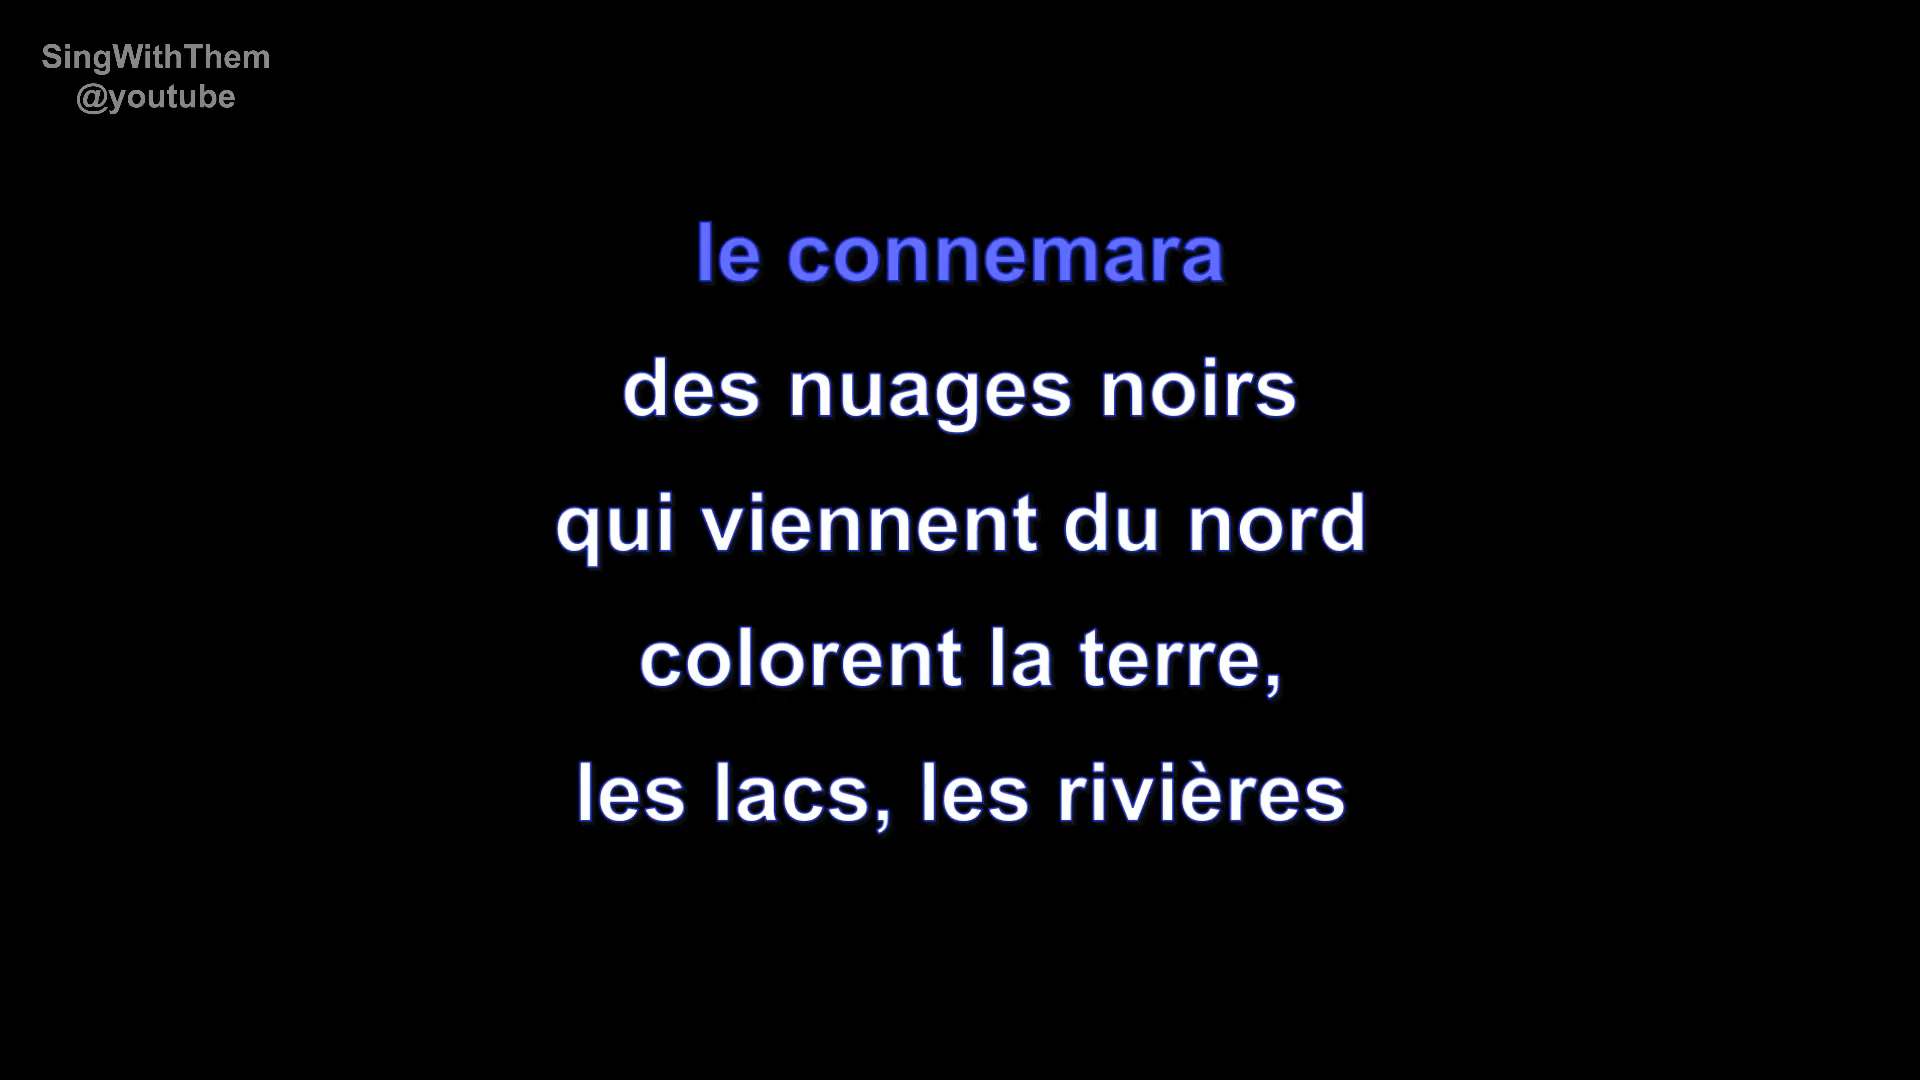 SingWithThem
@youtube
le connemara
des nuages noirs
qui viennent du nord
colorent la terre,
les lacs, les rivières